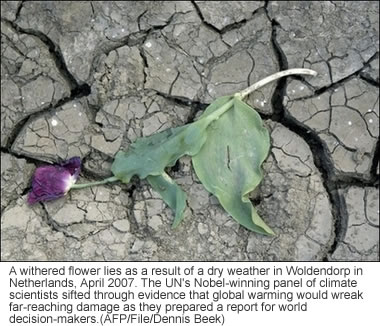 A withered flower lies as a result of a dry weather in Woldendorp in
Netherlands, April 2007. The UN's Nobel-winning panel of climate
scientists sifted through evidence that global warming would wreak
far-reaching damage as they prepared a report for world
decision-makers.(AFP/File/Dennis Beek)